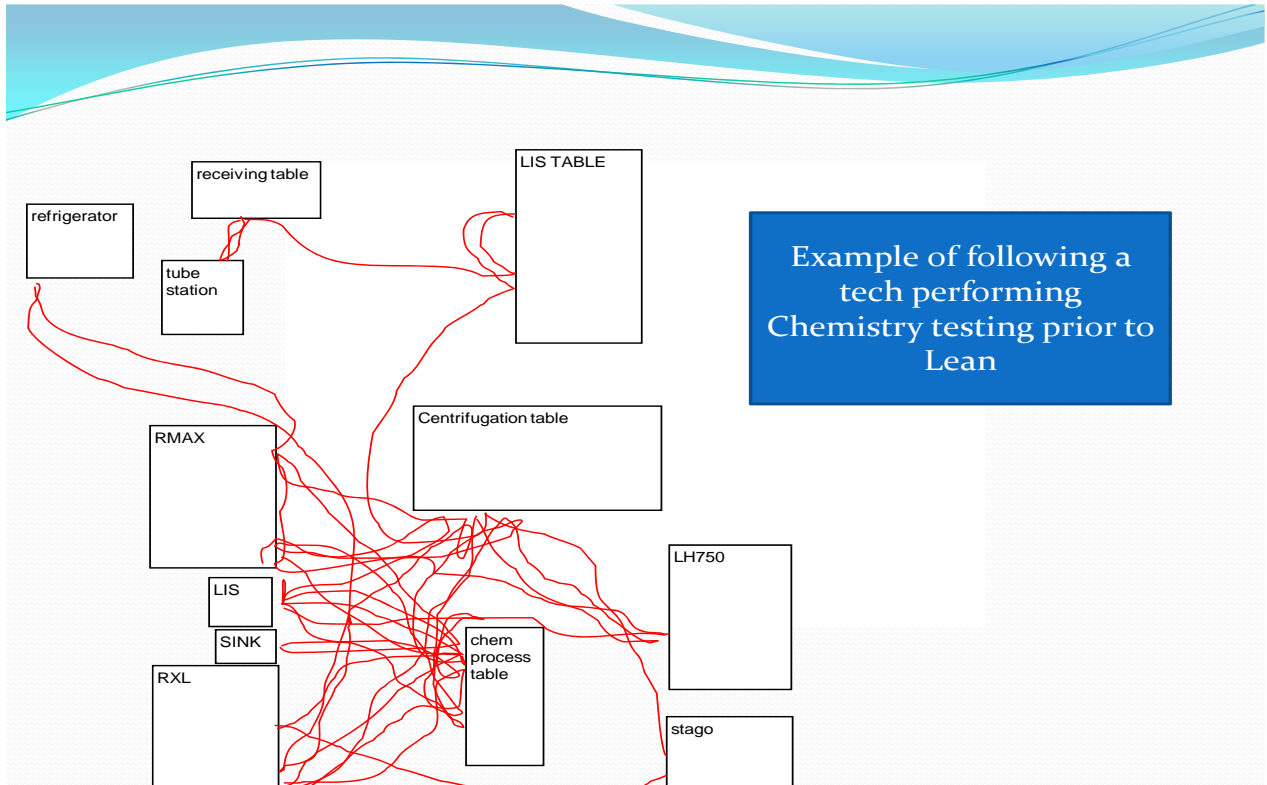 LIS TABLE
receiving table
refrigerator
tube
station
Example of following a
tech performing
Chemistry testing prior to
Lean
Centrifugation table
RMAX
LH750
LIS
SINK
chem
process
table
RXL
stago